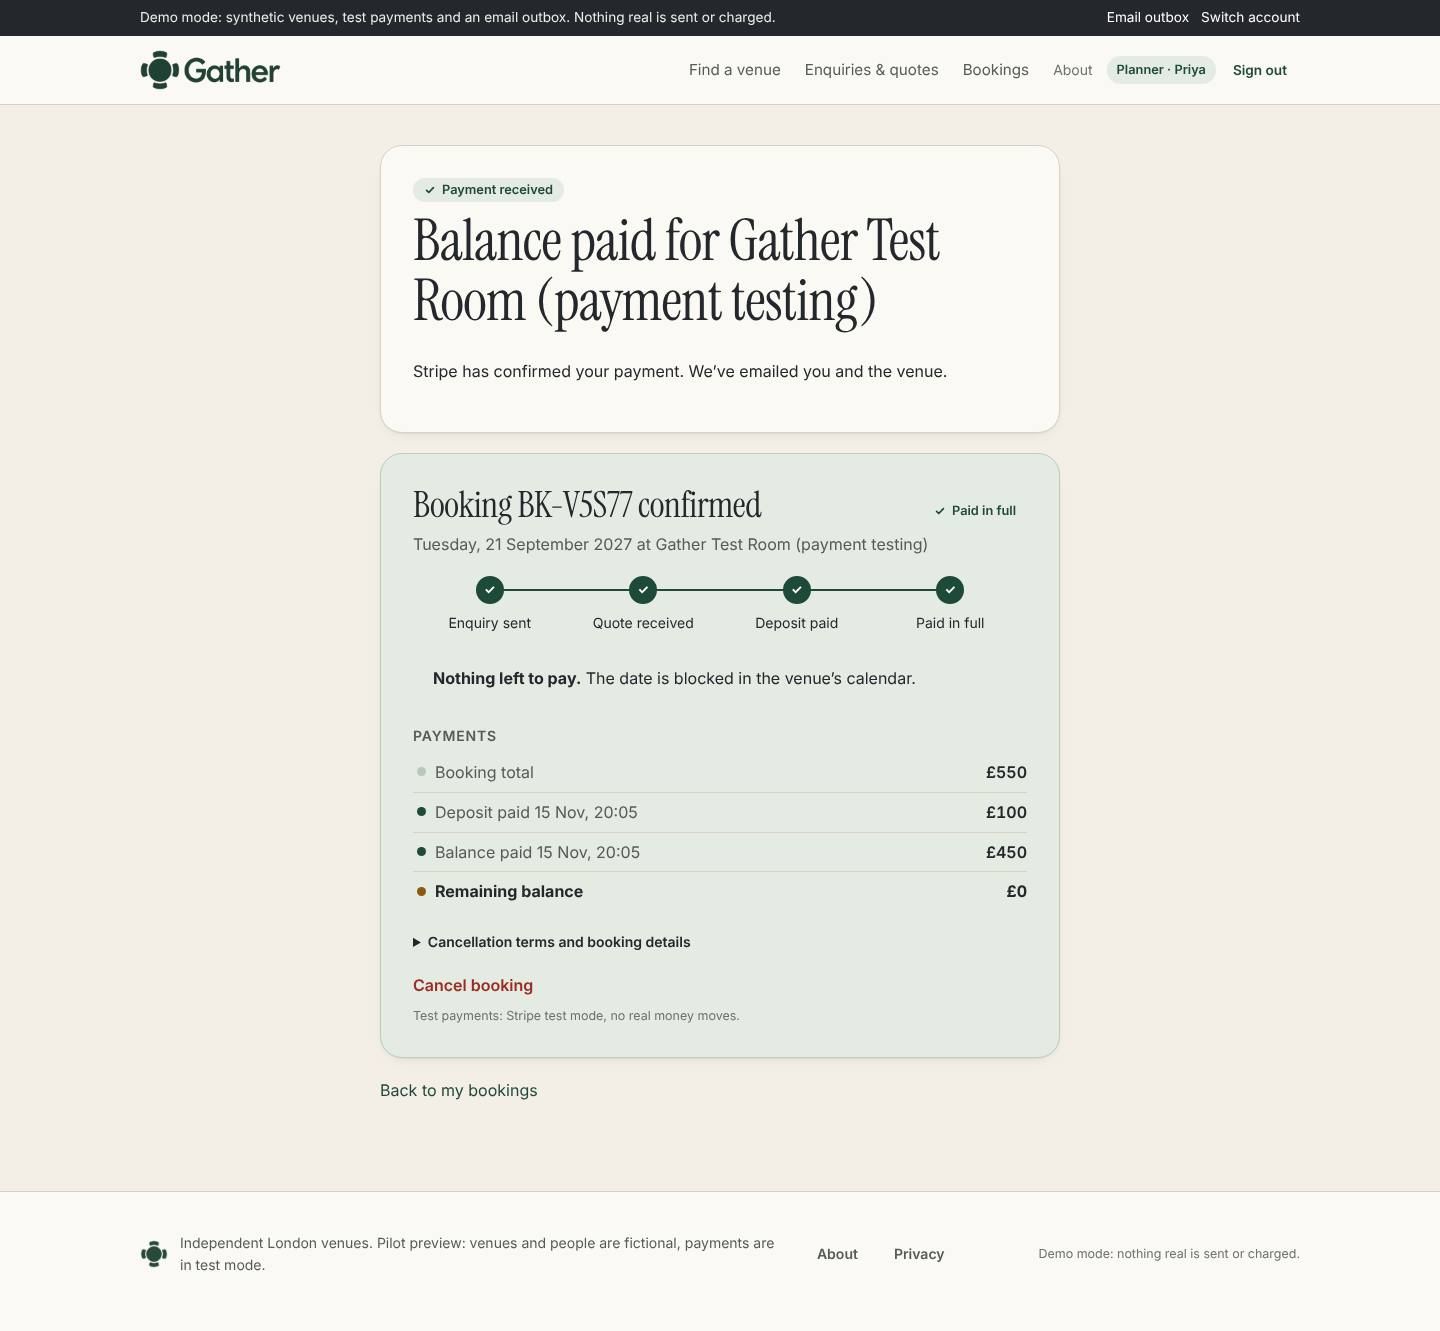 Demo mode: synthetic venues, test payments and an email outbox. Nothing real is sent or charged.
Email outbox Switch account
Gather
Find a venue Enquiries & quotes Bookings About Planner · Priya Sign out
✓ Payment received
Balance paid for Gather Test
Room (payment testing)
Stripe has confirmed your payment. We’ve emailed you and the venue.
Booking BK-V5S77 confirmed
✓ Paid in full
Tuesday, 21 September 2027 at Gather Test Room (payment testing)
Enquiry sent Quote received Deposit paid Paid in full
Nothing left to pay. The date is blocked in the venue’s calendar.
PAYMENTS
Booking total £550
Deposit paid 15 Nov, 20:05 £100
Balance paid 15 Nov, 20:05 £450
Remaining balance £0
Cancellation terms and booking details
Cancel booking
Test payments: Stripe test mode, no real money moves.
Back to my bookings
Independent London venues. Pilot preview: venues and people are fictional, payments are
in test mode.
About Privacy
Demo mode: nothing real is sent or charged.